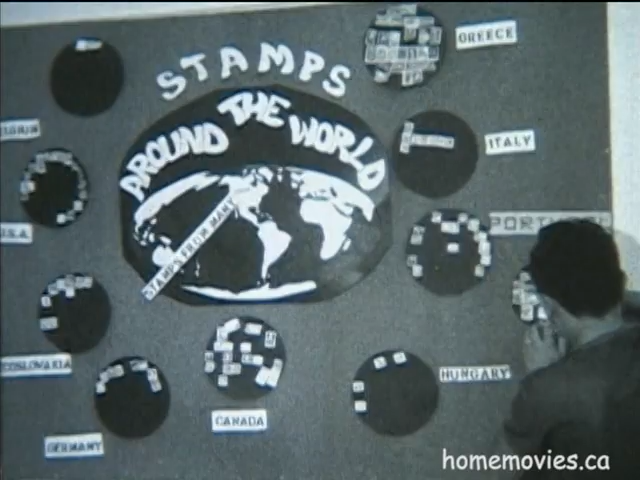 STAMPS
AROUND THE WORLD
STAMPS FROM MANY
GREECE
ITALY
HUNGARY
CANADA
GERMANY
homemovies.ca